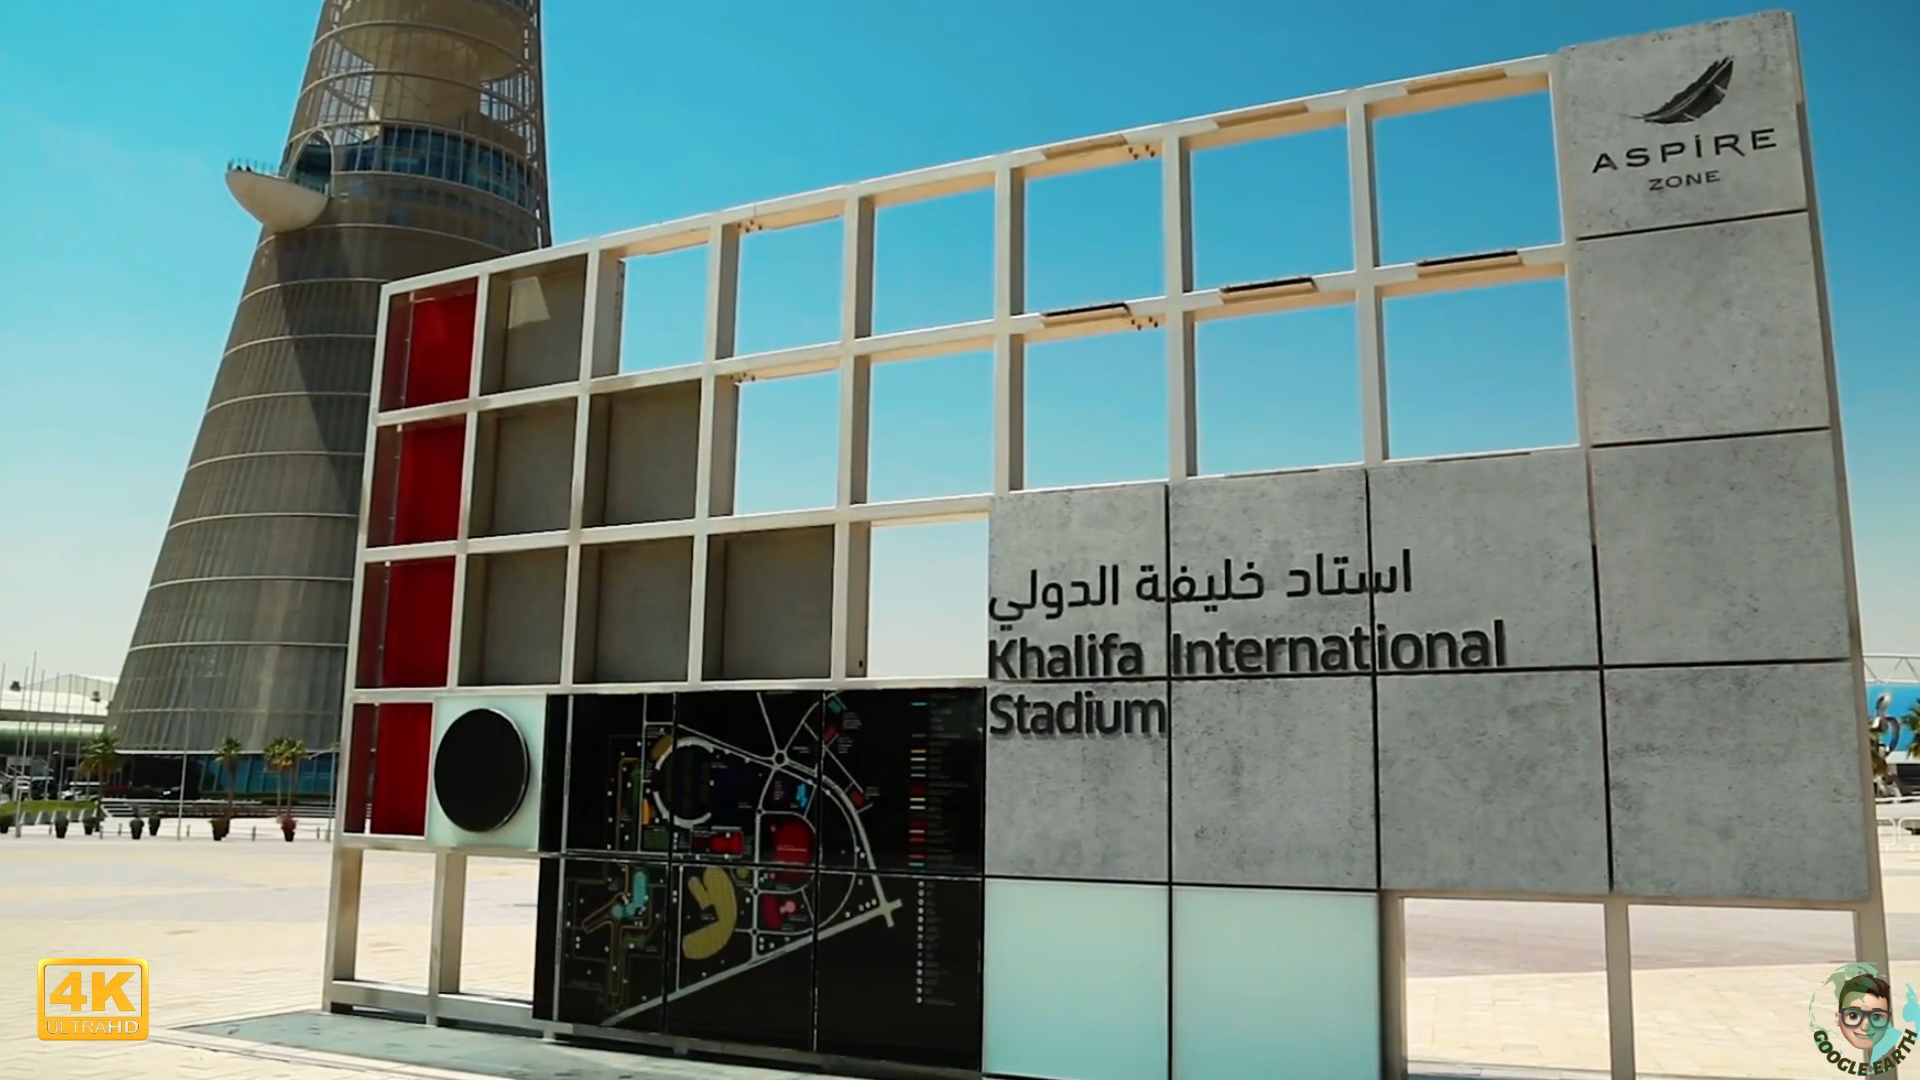 ASPIRE
ZONE
استاد خليفة الدولي
Khalifa International
Stadium
4K
ULTRAHD
GOOGLE EARTH